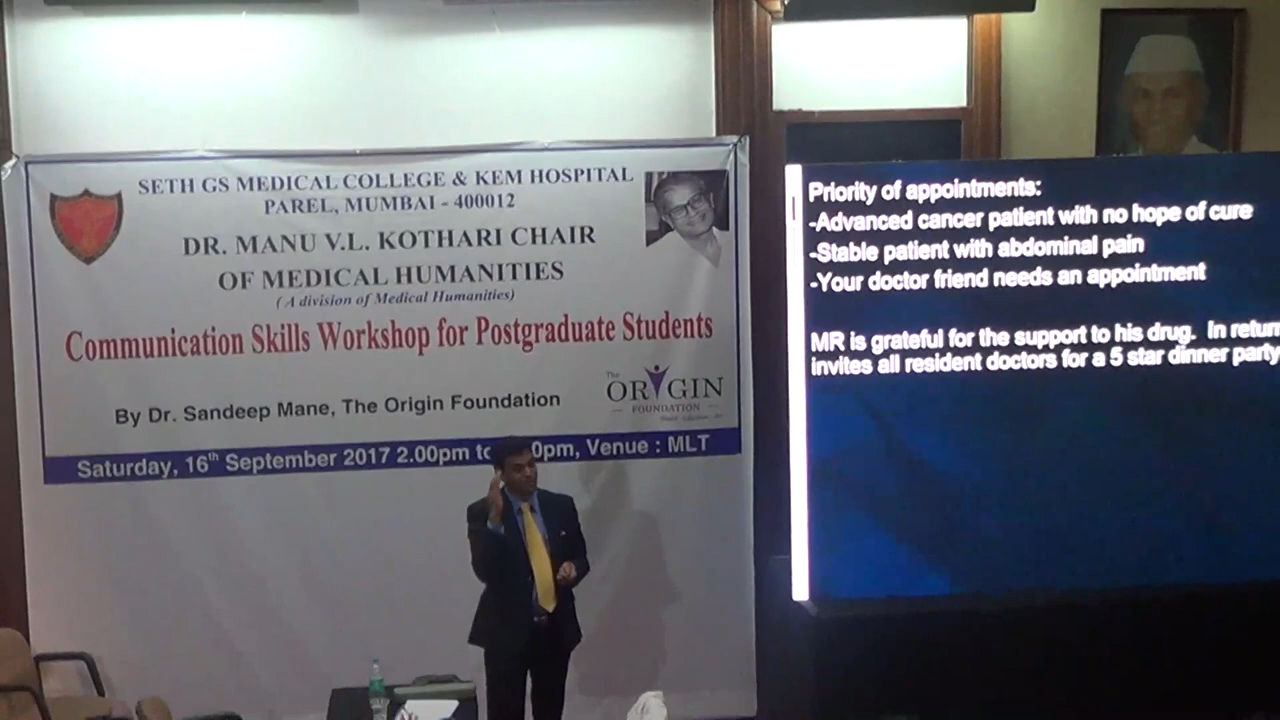 SETH GS MEDICAL COLLEGE & KEM HOSPITAL
PAREL, MUMBAI - 400012
DR. MANU V.L. KOTHARI CHAIR
OF MEDICAL HUMANITIES
(A division of Medical Humanities)
Communication Skills Workshop for Postgraduate Students
By Dr. Sandeep Mane, The Origin Foundation
The
ORIGIN
FOUNDATION
Saturday, 16th September 2017 2.00pm 0pm, Venue : MLT
Priority of appointments:
-Advanced cancer patient with no hope of cure
-Stable patient with abdominal pain
-Your doctor friend needs an appointment
MR is grateful for the support to his drug. In return
invites all resident doctors for a 5 star dinner party